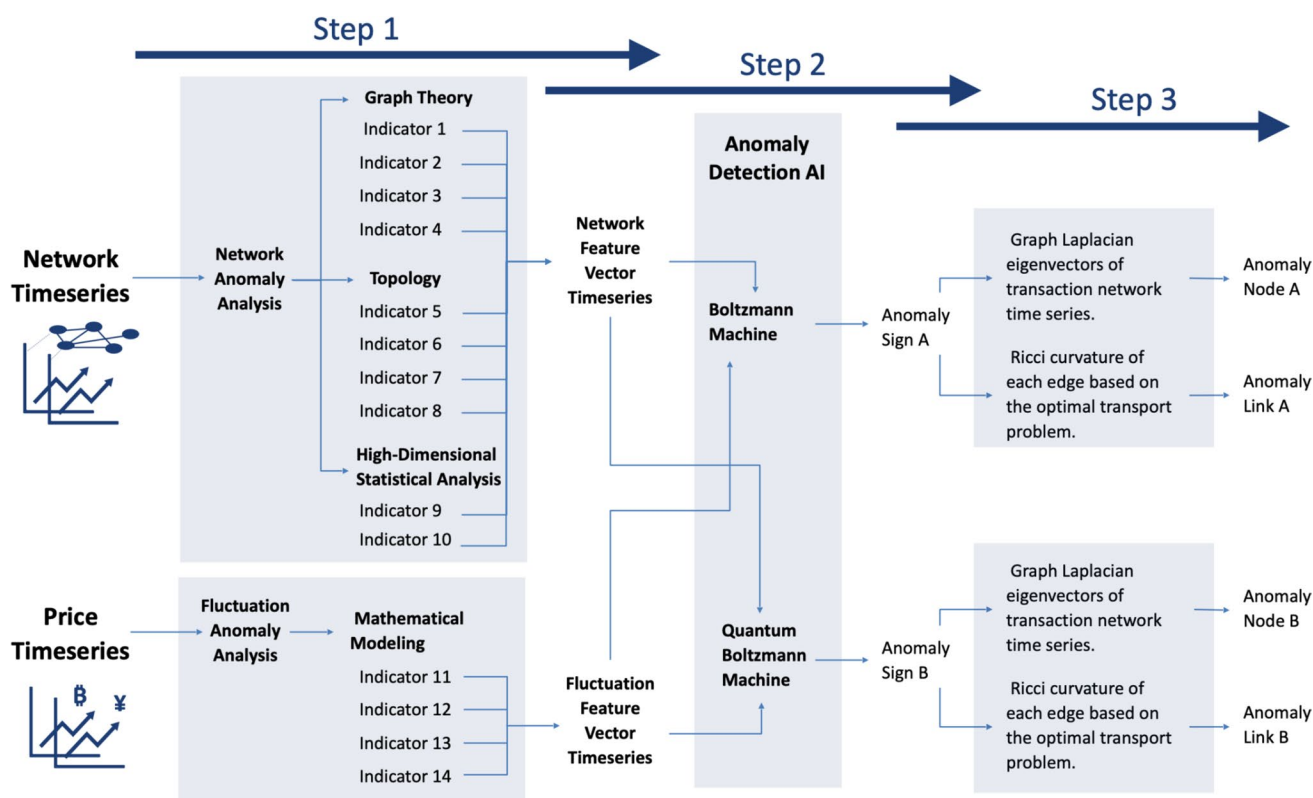 Step 1
Step 2
Step 3
Graph Theory
Indicator 1
Indicator 2
Indicator 3
Indicator 4
Network
Timeseries
Network
Anomaly
Analysis
Topology
Indicator 5
Indicator 6
Indicator 7
Indicator 8
High-Dimensional
Statistical Analysis
Indicator 9
Indicator 10
Price
Timeseries
₿
¥
Fluctuation
Anomaly
Analysis
Mathematical
Modeling
Indicator 11
Indicator 12
Indicator 13
Indicator 14
Network
Feature
Vector
Timeseries
Fluctuation
Feature
Vector
Timeseries
Anomaly
Detection AI
Boltzmann
Machine
Quantum
Boltzmann
Machine
Anomaly
Sign A
Graph Laplacian
eigenvectors of
transaction network
time series.
Ricci curvature of
each edge based on
the optimal transport
problem.
Anomaly
Node A
Anomaly
Link A
Anomaly
Sign B
Graph Laplacian
eigenvectors of
transaction network
time series.
Ricci curvature of
each edge based on
the optimal transport
problem.
Anomaly
Node B
Anomaly
Link B